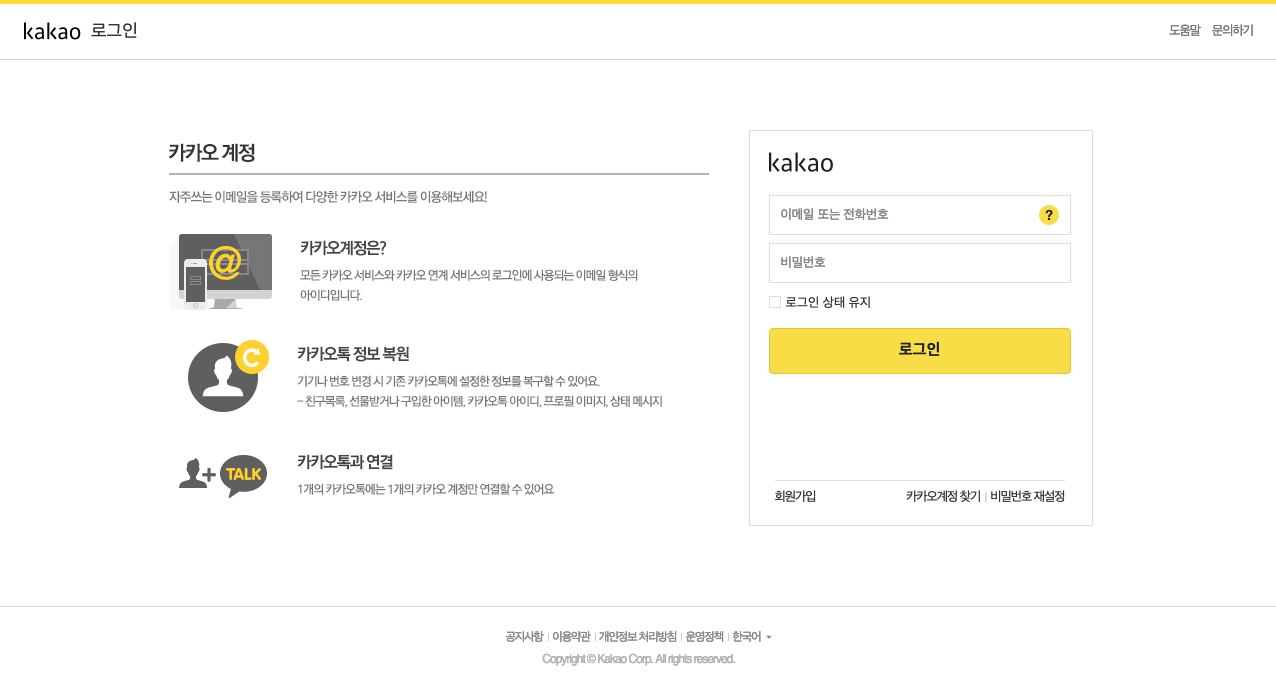 kakao 로그인
도움말 문의하기
카카오 계정
자주쓰는 이메일을 등록하여 다양한 카카오 서비스를 이용해보세요!
@
카카오계정은?
모든 카카오 서비스와 카카오 연계 서비스의 로그인에 사용되는 이메일 형식의
아이디입니다.
카카오톡 정보 복원
기기나 번호 변경 시 기존 카카오톡에 설정한 정보를 복구할 수 있어요.
– 친구목록, 선물받거나 구입한 아이템, 카카오톡 아이디, 프로필 이미지, 상태 메시지
TALK
카카오톡과 연결
1개의 카카오톡에는 1개의 카카오 계정만 연결할 수 있어요
kakao
이메일 또는 전화번호 ?
비밀번호
로그인 상태 유지
로그인
회원가입 카카오계정 찾기 | 비밀번호 재설정
공지사항 | 이용약관 | 개인정보 처리방침 | 운영정책 | 한국어
Copyright © Kakao Corp. All rights reserved.